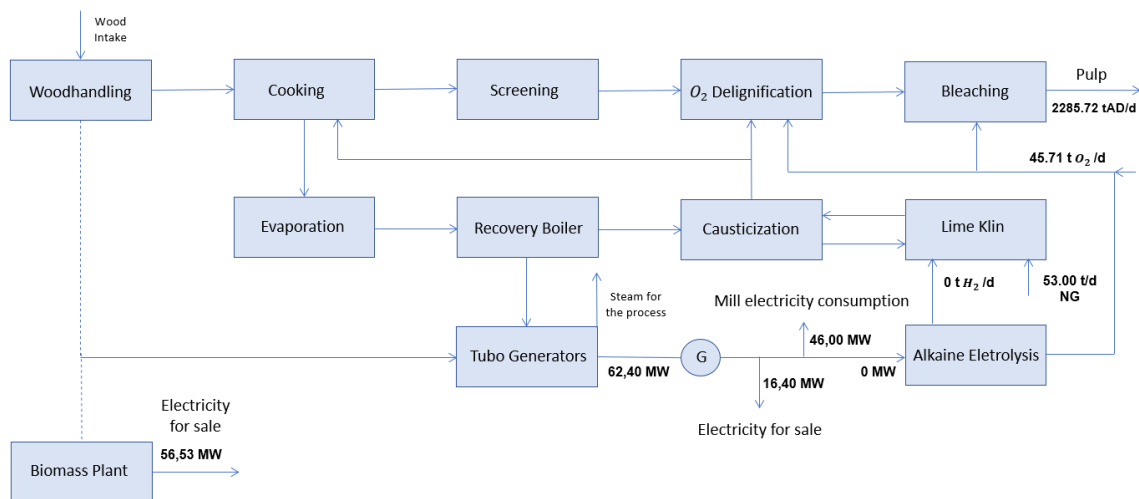 Wood
Intake
Woodhandling
Cooking
Screening
O₂ Delignification
Bleaching
Pulp
2285.72 tAD/d
45.71 t O₂ /d
Evaporation
Recovery Boiler
Causticization
Lime Klin
Steam for
the process
Mill electricity consumption
0 t H₂ /d
53.00 t/d
NG
46,00 MW
Tubo Generators
62,40 MW
G
16,40 MW
0 MW
Alkaine Eletrolysis
Electricity for sale
Electricity
for sale
56,53 MW
Biomass Plant